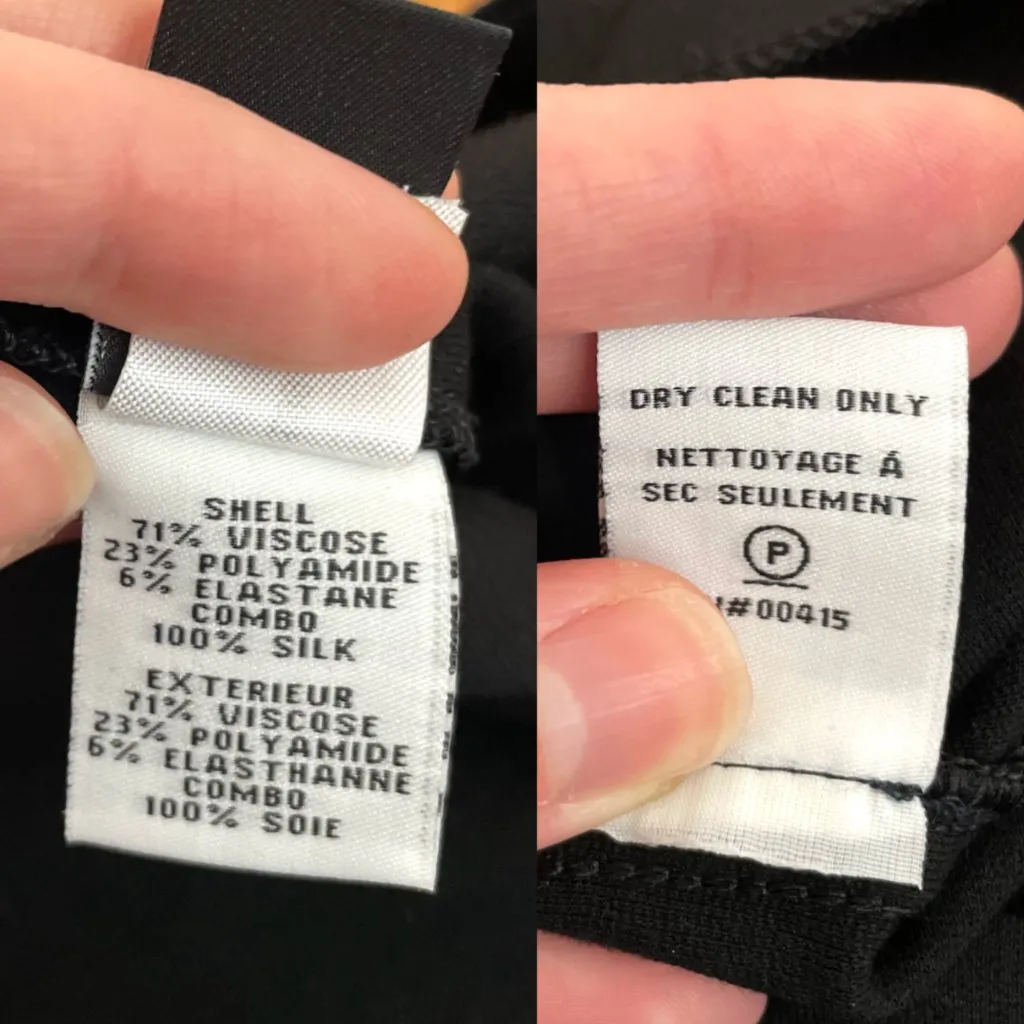 SHELL
71% VISCOSE
23% POLYAMIDE
6% ELASTANE
COMBO
100% SILK
EXTERIEUR
71% VISCOSE
23% POLYAMIDE
6% ELASTHANNE
COMBO
100% SOIE
DRY CLEAN ONLY
NETTOYAGE Á
SEC SEULEMENT
P
#00415